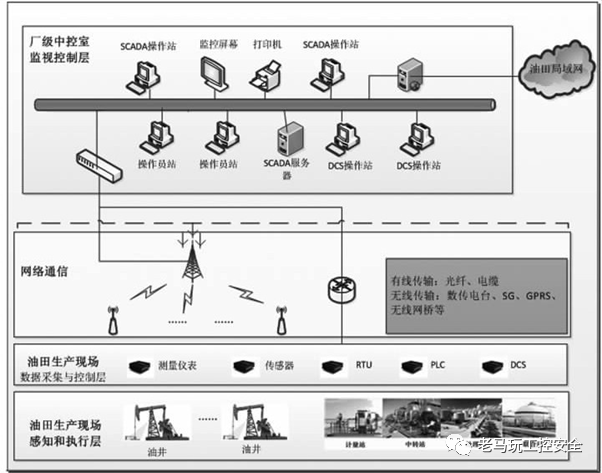 厂级中控室
监视控制层
SCADA操作站
监控屏幕
打印机
SCADA操作站
油田局域网
操作员站
操作员站
SCADA服务
器
DCS操作站
DCS操作站
网络通信
有线传输：光纤、电缆
无线传输：数传电台、SG、GPRS、
无线网桥等
······
······
油田生产现场
数据采集与控制层
测量仪表
传感器
RTU
PLC
DCS
油田生产现场
感知和执行层
······
油井
油井
计量站
中转站
老马玩工控安全